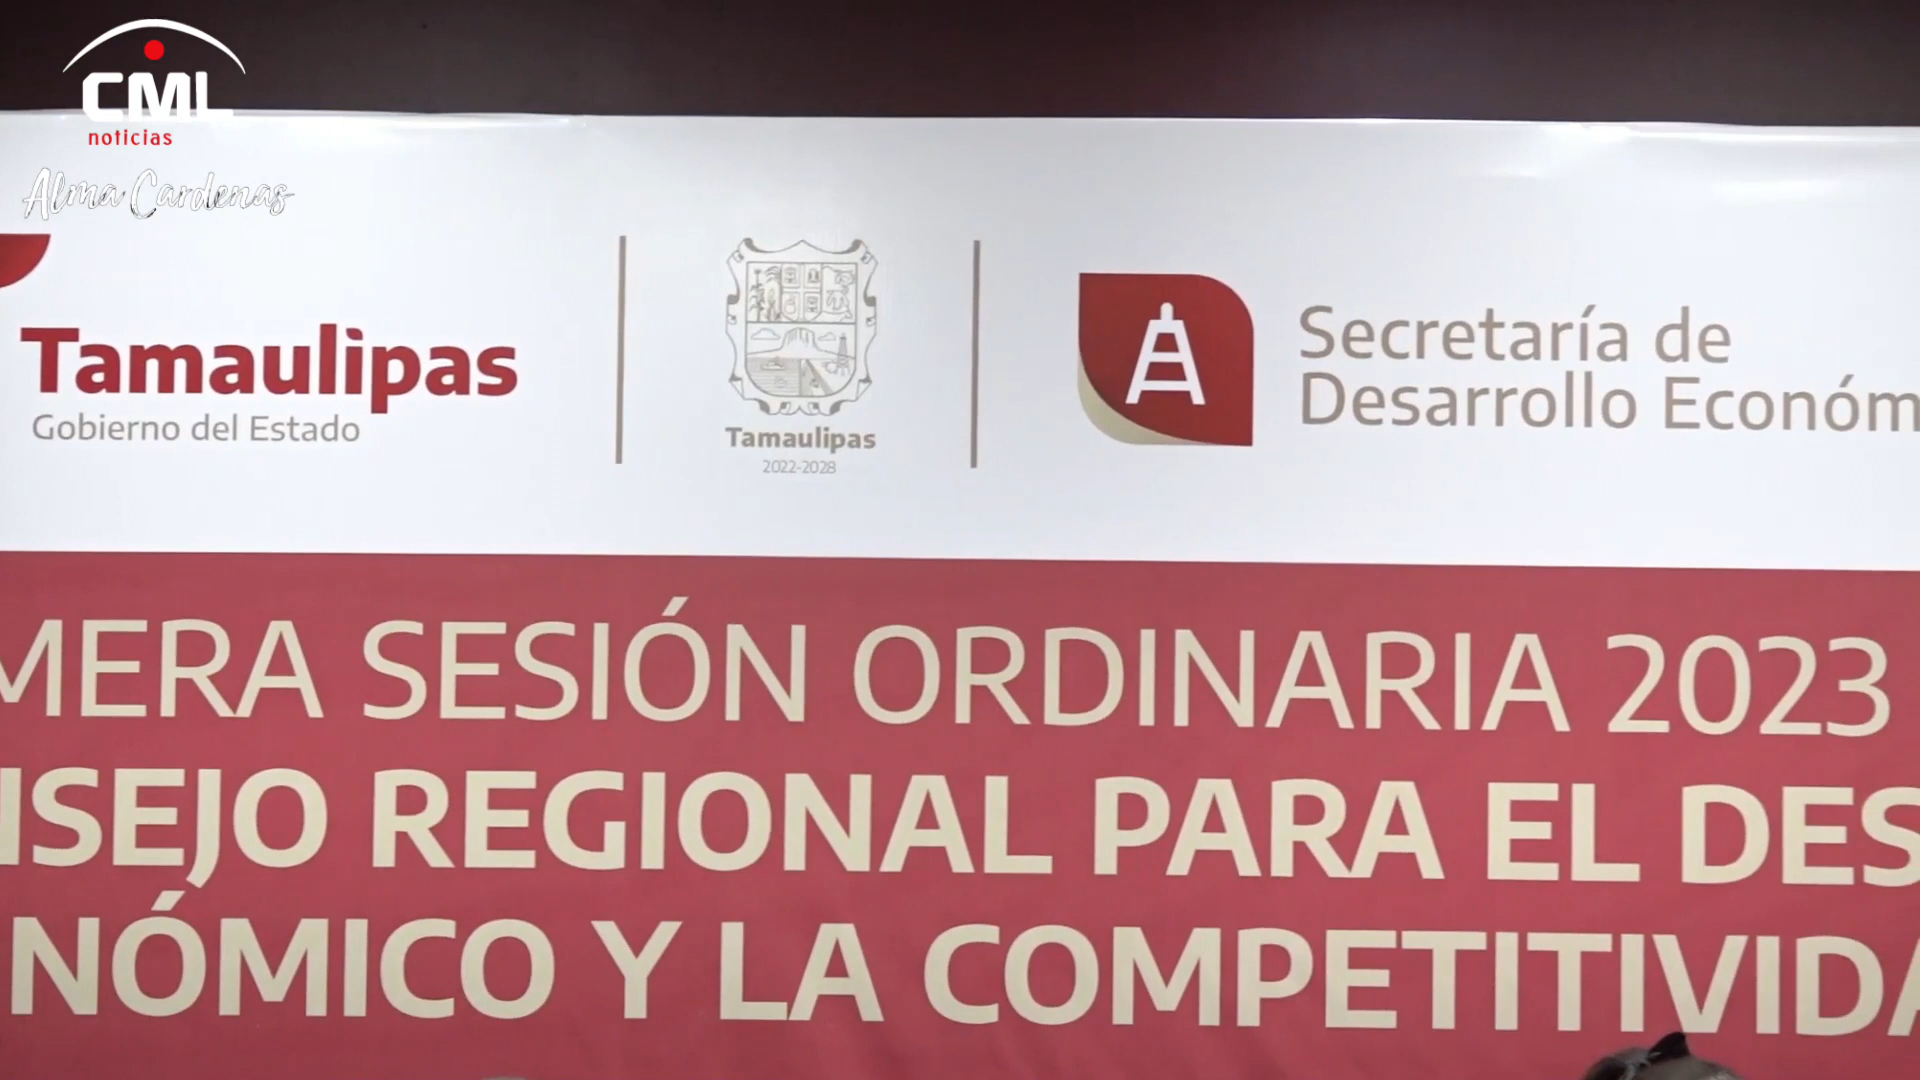 CML
noticias
Alma Cardenas
Tamaulipas
Gobierno del Estado
Tamaulipas
2022-2028
Secretaría de
Desarrollo Económ
MERA SESIÓN ORDINARIA 2023
NSEJO REGIONAL PARA EL DES
NÓMICO Y LA COMPETITIVIDA